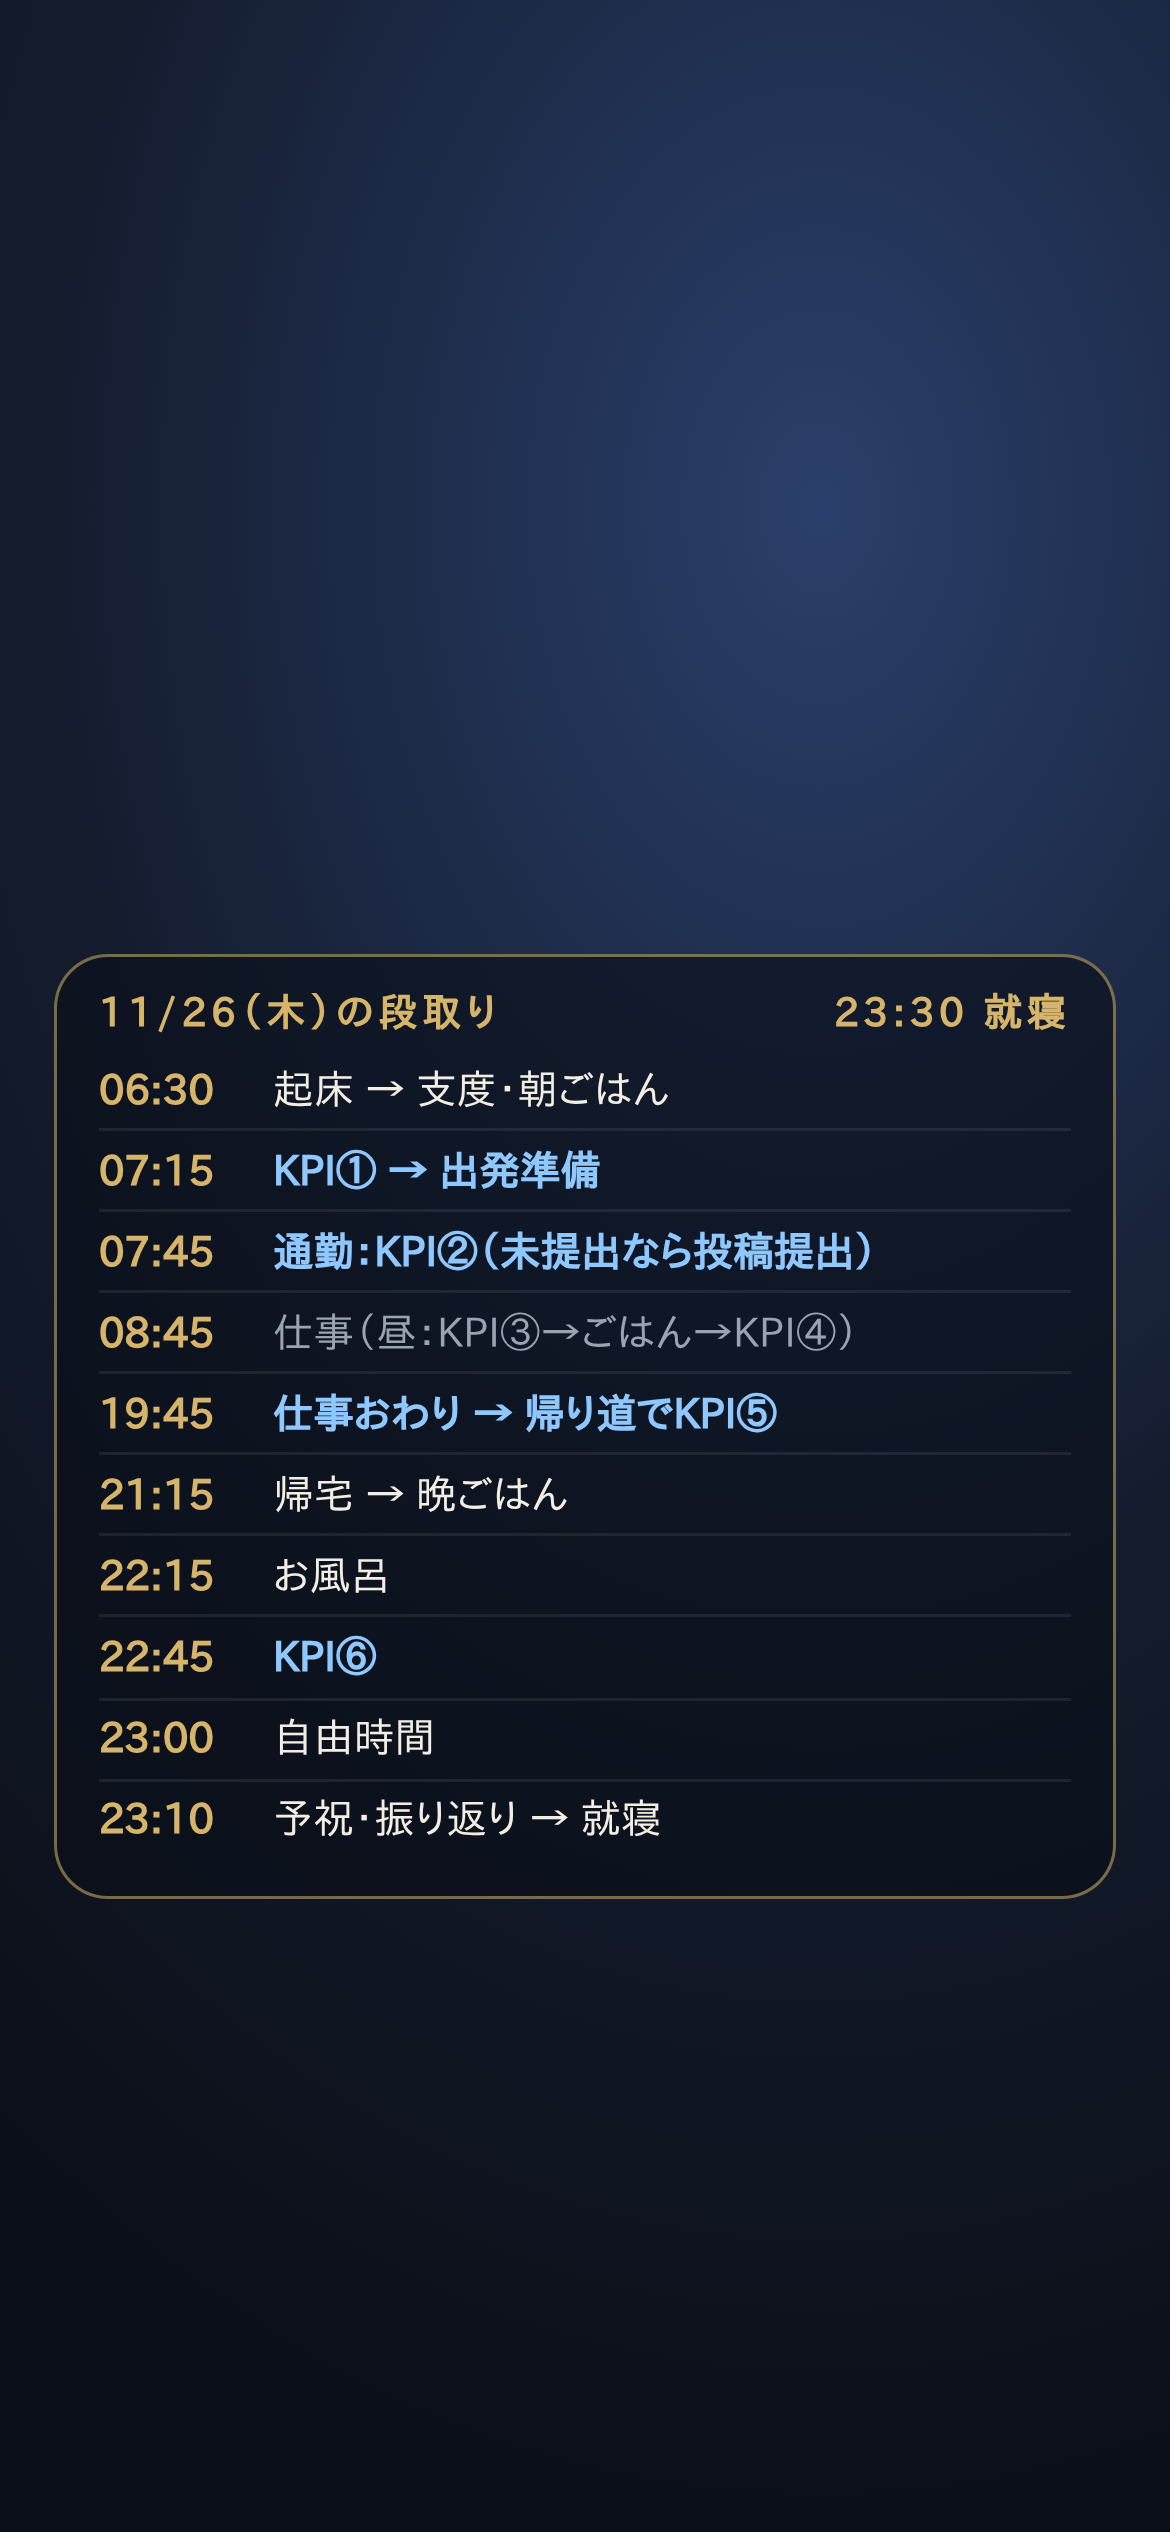 11/26(木)の段取り 23:30 就寝
06:30 起床 → 支度・朝ごはん
07:15 KPI① → 出発準備
07:45 通勤:KPI②(未提出なら投稿提出)
08:45 仕事(昼:KPI③→ごはん→KPI④)
19:45 仕事おわり → 帰り道でKPI⑤
21:15 帰宅 → 晩ごはん
22:15 お風呂
22:45 KPI⑥
23:00 自由時間
23:10 予祝・振り返り → 就寝